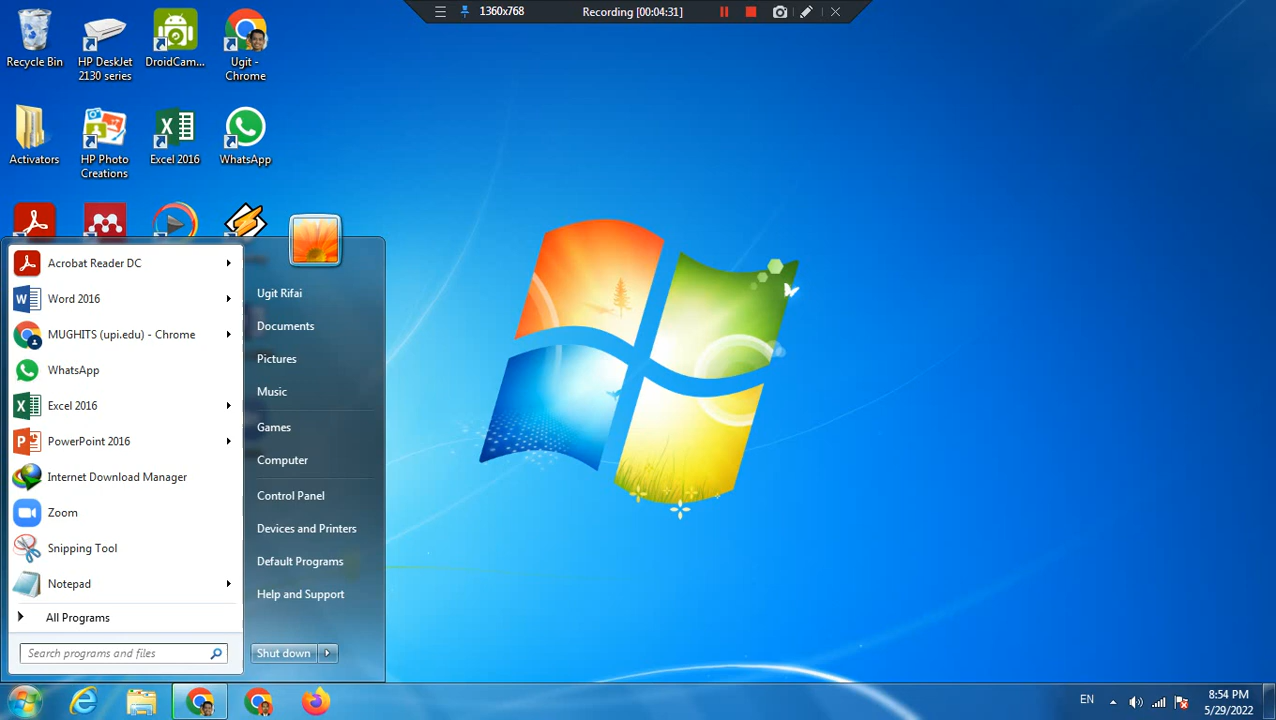 1360x768
Recording [00:04:31]
Recycle Bin
HP DeskJet
2130 series
DroidCam...
Ugit -
Chrome
Activators
HP Photo
Creations
Excel 2016
WhatsApp
Acrobat Reader DC
Word 2016
MUGHITS (upi.edu) - Chrome
WhatsApp
Excel 2016
PowerPoint 2016
Internet Download Manager
Zoom
Snipping Tool
Notepad
All Programs
Search programs and files
Ugit Rifai
Documents
Pictures
Music
Games
Computer
Control Panel
Devices and Printers
Default Programs
Help and Support
Shut down
EN
8:54 PM
5/29/2022